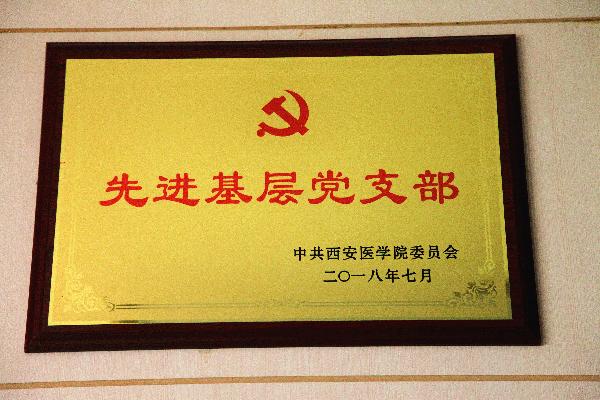 先进基层党支部
中共西安医学院委员会
二〇一八年七月